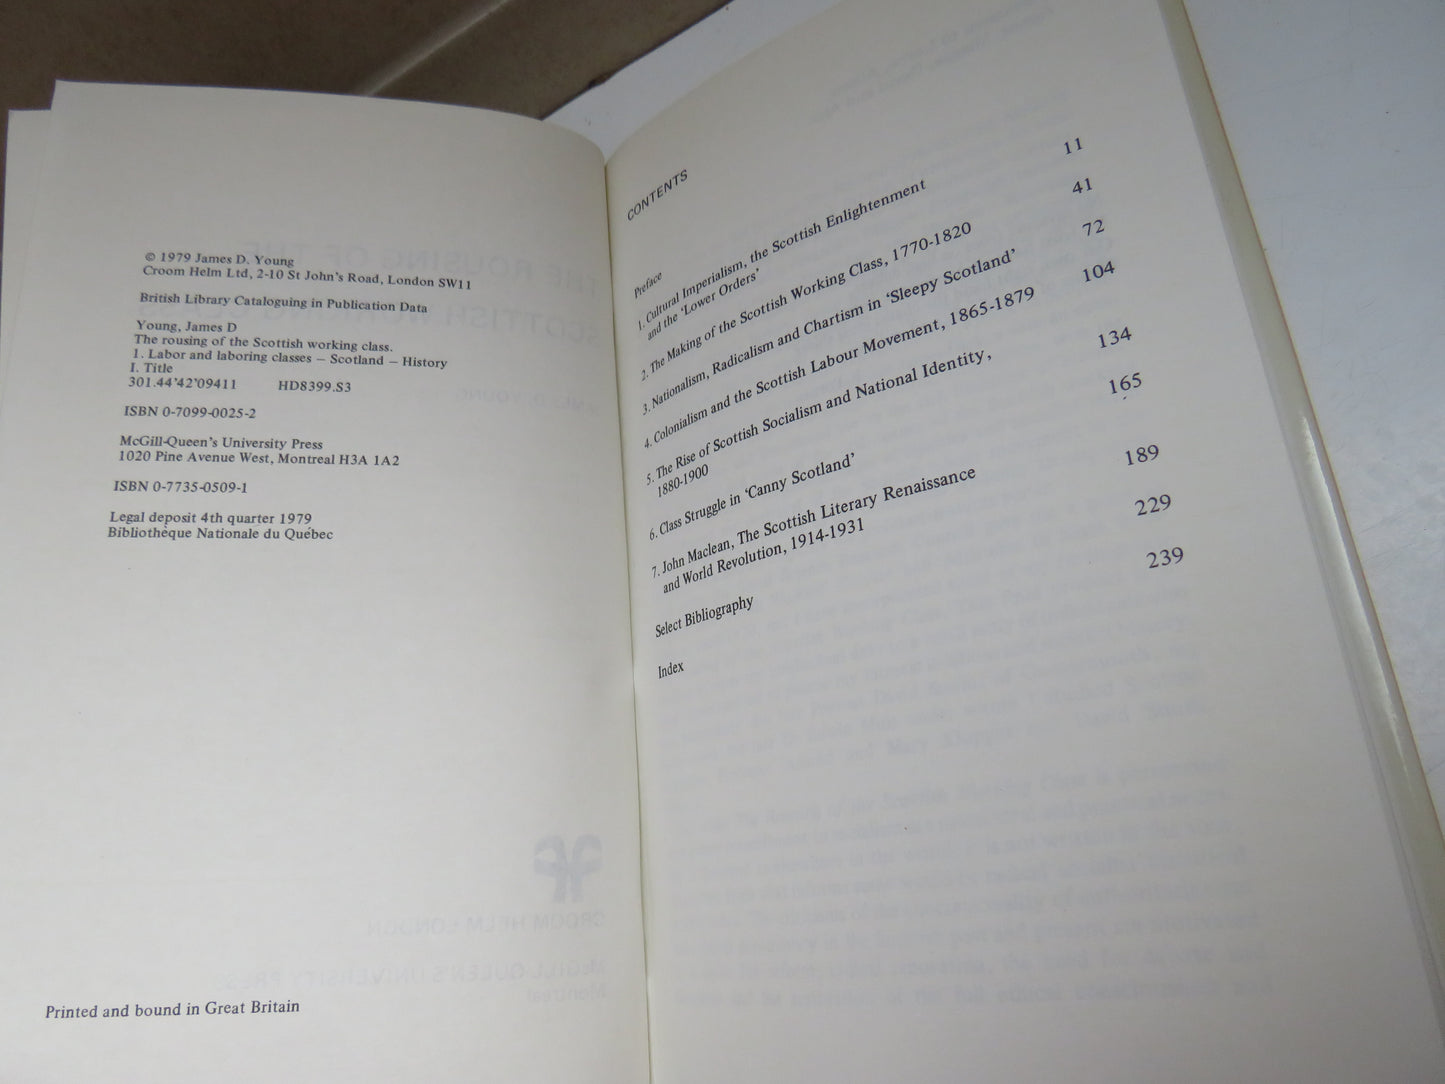 © 1979 James D. Young
Croom Helm Ltd, 2-10 St John's Road, London SW11
British Library Cataloguing in Publication Data
Young, James D
The rousing of the Scottish working class.
1. Labor and laboring classes – Scotland – History
I. Title
301.44'42'09411 HD8399.S3
ISBN 0-7099-0025-2
McGill-Queen's University Press
1020 Pine Avenue West, Montreal H3A 1A2
ISBN 0-7735-0509-1
Legal deposit 4th quarter 1979
Bibliothèque Nationale du Québec
Printed and bound in Great Britain
CONTENTS
Preface
1. Cultural Imperialism, the Scottish Enlightenment 11
and the 'Lower Orders'
2. The Making of the Scottish Working Class, 1770-1820 41
3. Nationalism, Radicalism and Chartism in 'Sleepy Scotland' 72
4. Colonialism and the Scottish Labour Movement, 1865-1879 104
5. The Rise of Scottish Socialism and National Identity, 134
1880-1900
6. Class Struggle in 'Canny Scotland' 165
7. John Maclean, The Scottish Literary Renaissance 189
and World Revolution, 1914-1931
Select Bibliography 229
Index 239